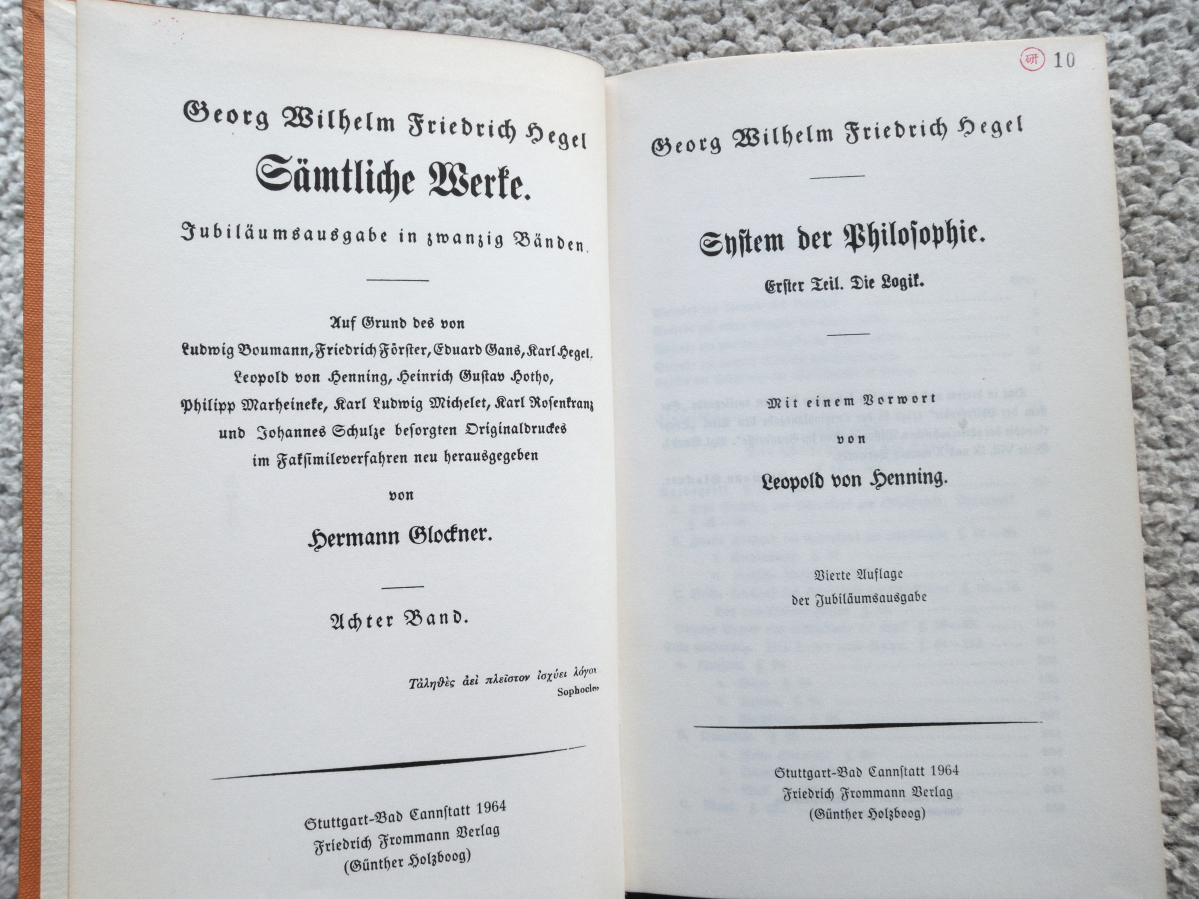 Georg Wilhelm Friedrich Hegel
Sämtliche Werke.
Jubiläumsausgabe in zwanzig Bänden.
Auf Grund des von
Ludwig Boumann, Friedrich Förster, Eduard Gans, Karl Hegel,
Leopold von Henning, Heinrich Gustav Hotho,
Philipp Marheineke, Karl Ludwig Michelet, Karl Rosenkranz
und Johannes Schulze besorgten Originaldruckes
im Faksimileverfahren neu herausgegeben
von
Hermann Glockner.
Achter Band.
Τἀληθὲς ἀεὶ πλεῖστον ἰσχύει λόγου
Sophocles
Stuttgart-Bad Cannstatt 1964
Friedrich Frommann Verlag
(Günther Holzboog)
10
Georg Wilhelm Friedrich Hegel
System der Philosophie.
Erster Teil. Die Logik.
Mit einem Vorwort
von
Leopold von Henning.
Vierte Auflage
der Jubiläumsausgabe
Stuttgart-Bad Cannstatt 1964
Friedrich Frommann Verlag
(Günther Holzboog)